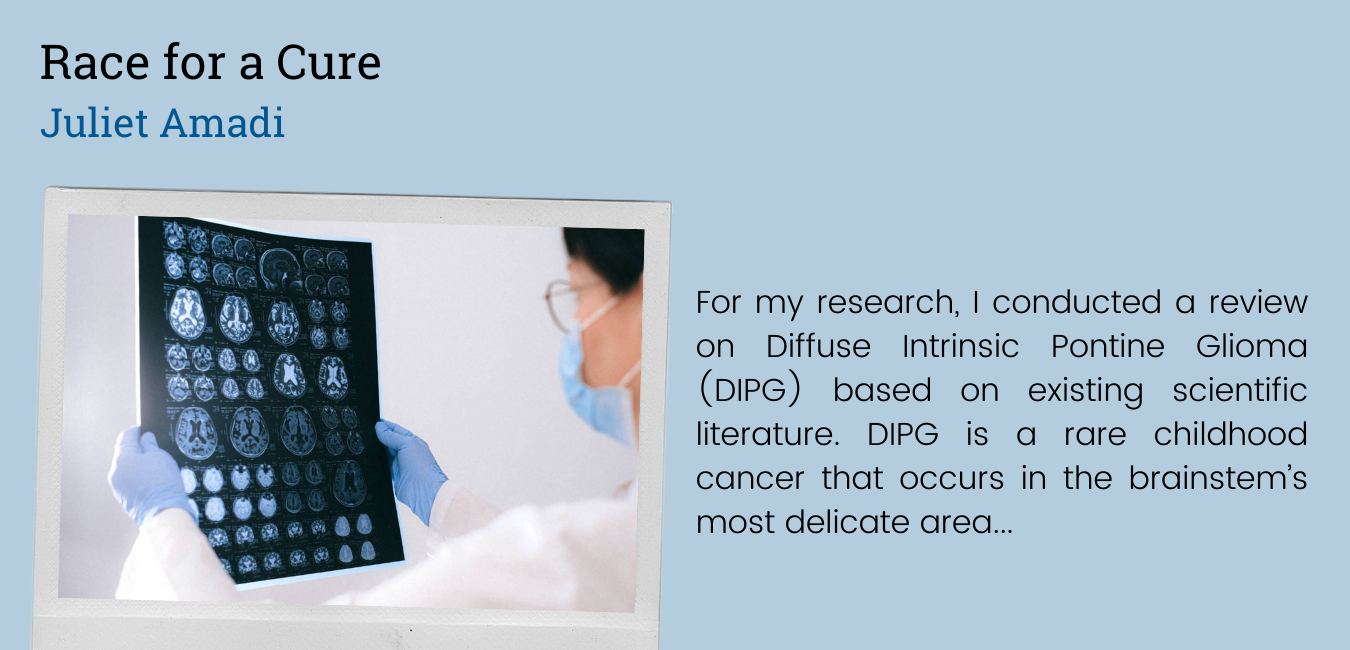 Race for a Cure
Juliet Amadi
For my research, I conducted a review
on Diffuse Intrinsic Pontine Glioma
(DIPG) based on existing scientific
literature. DIPG is a rare childhood
cancer that occurs in the brainstem’s
most delicate area...